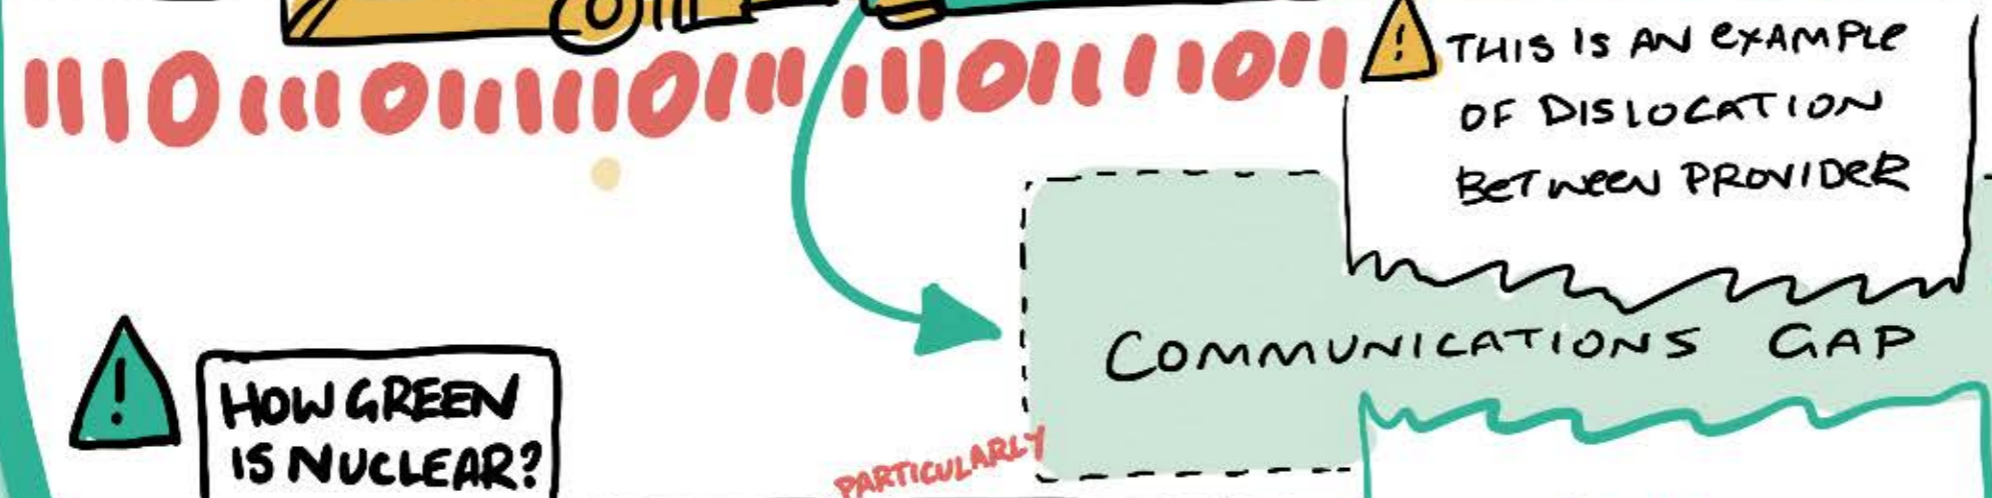 THIS IS AN EXAMPLE
OF DISLOCATION
BETWEEN PROVIDER
COMMUNICATIONS GAP
HOW GREEN
IS NUCLEAR?
PARTICULARLY